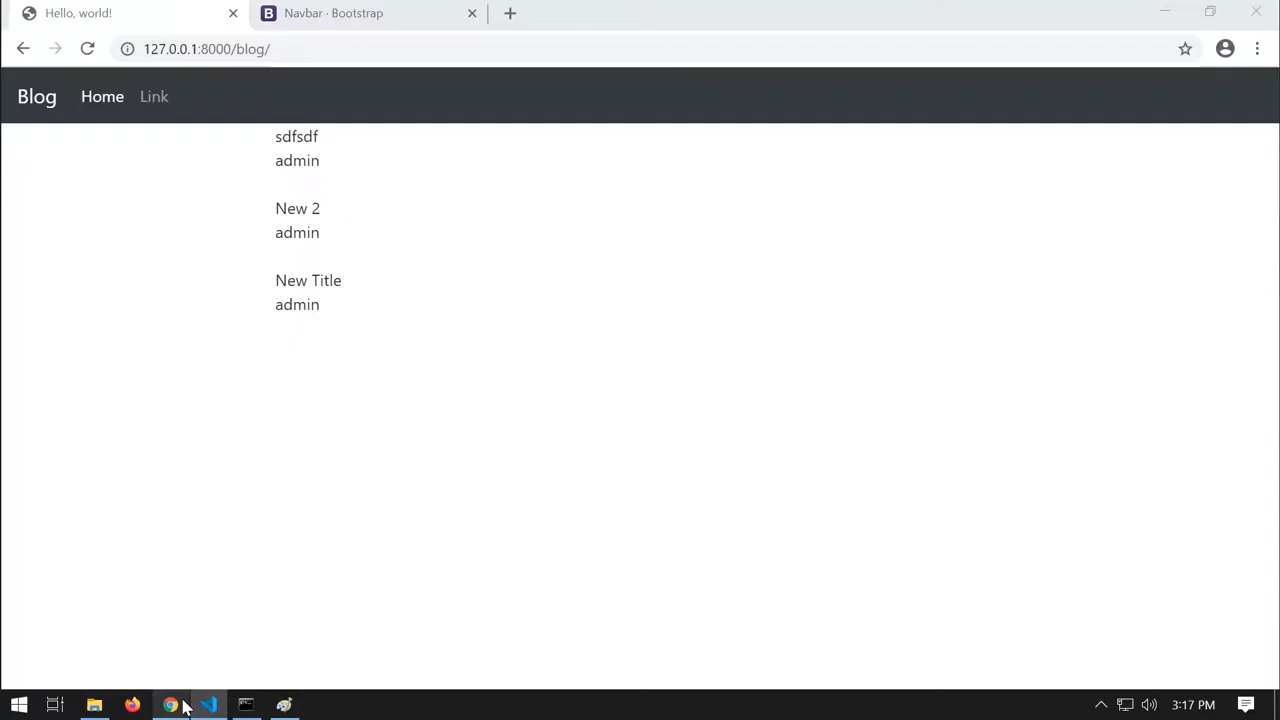 Hello, world!
Navbar · Bootstrap
127.0.0.1:8000/blog/
Blog Home Link
sdfsdf
admin
New 2
admin
New Title
admin
3:17 PM